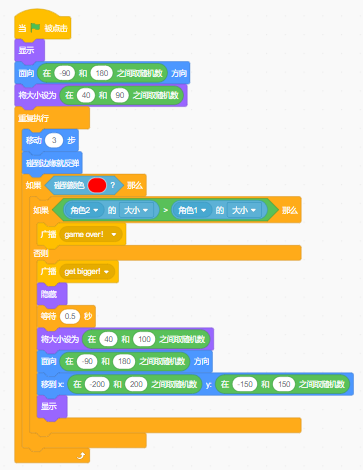 当 被点击
显示
面向 在 -90 和 180 之间取随机数 方向
将大小设为 在 40 和 90 之间取随机数
重复执行
移动 3 步
碰到边缘就反弹
如果 碰到颜色 ? 那么
如果 角色2 的 大小 > 角色1 的 大小 那么
广播 game over!
否则
广播 get bigger!
隐藏
等待 0.5 秒
将大小设为 在 40 和 100 之间取随机数
面向 在 -90 和 180 之间取随机数 方向
移到 x: 在 -200 和 200 之间取随机数 y: 在 -150 和 150 之间取随机数
显示